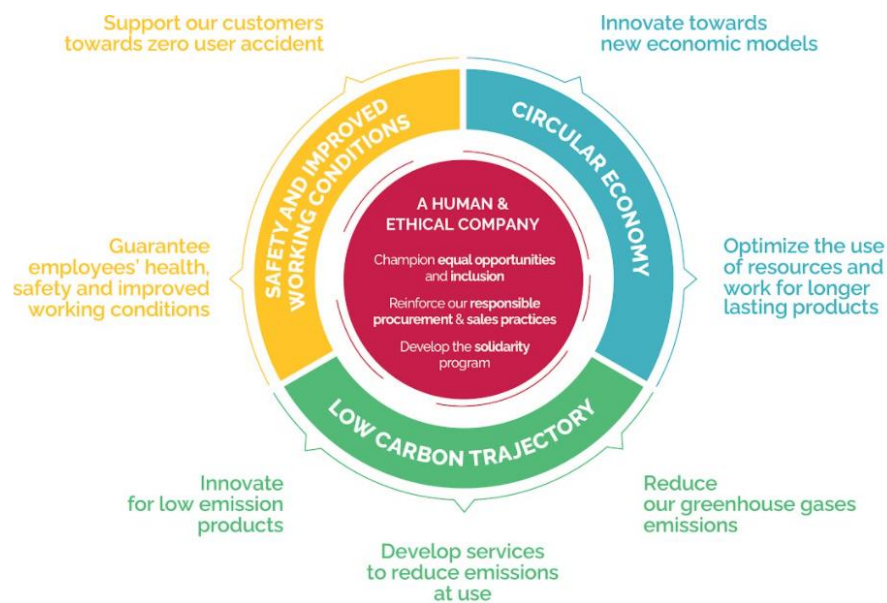 Support our customers
towards zero user accident
Innovate towards
new economic models
SAFETY AND IMPROVED
WORKING CONDITIONS
CIRCULAR ECONOMY
A HUMAN &
ETHICAL COMPANY
Champion equal opportunities
and inclusion
Reinforce our responsible
procurement & sales practices
Develop the solidarity
program
Guarantee
employees' health,
safety and improved
working conditions
Optimize the use
of resources and
work for longer
lasting products
LOW CARBON TRAJECTORY
Innovate
for low emission
products
Develop services
to reduce emissions
at use
Reduce
our greenhouse gases
emissions